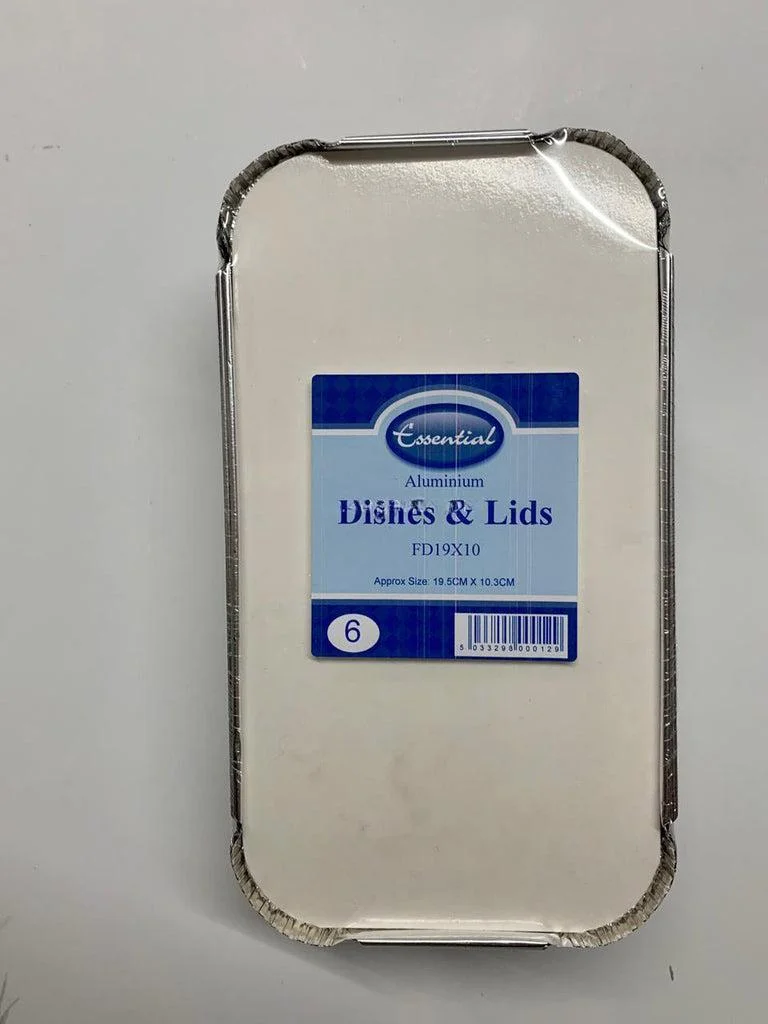 Essential
Aluminium
Dishes & Lids
FD19X10
Approx Size: 19.5CM X 10.3CM
6
5 033298 000129